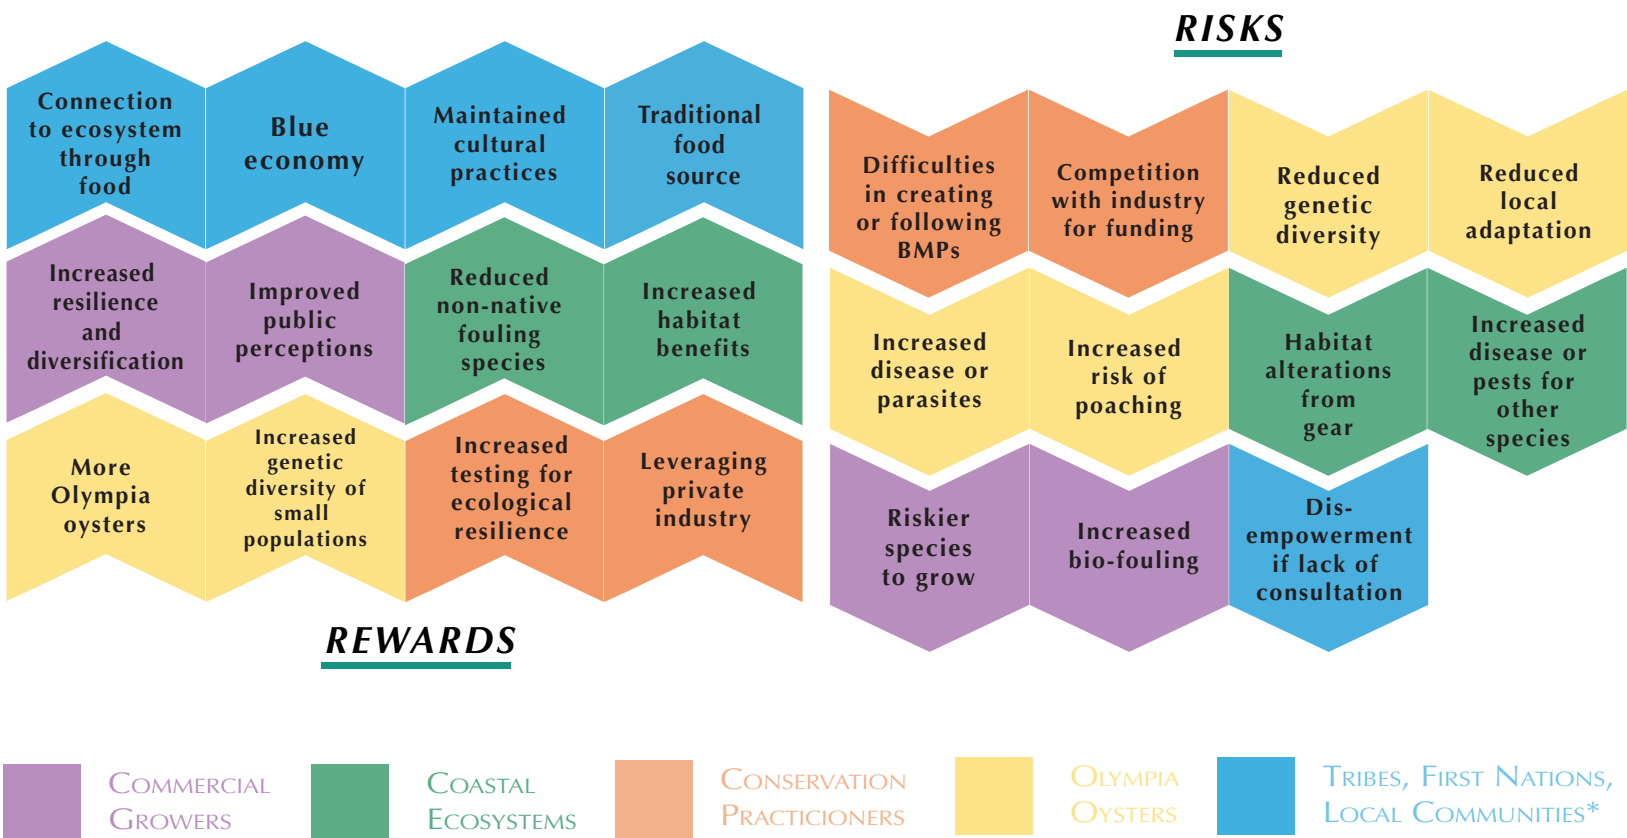 RISKS
Connection
to ecosystem
through
food
Blue
economy
Maintained
cultural
practices
Traditional
food
source
Increased
resilience
and
diversification
Improved
public
perceptions
Reduced
non-native
fouling
species
Increased
habitat
benefits
More
Olympia
oysters
Increased
genetic
diversity of
small
populations
Increased
testing for
ecological
resilience
Leveraging
private
industry
REWARDS
Difficulties
in creating
or following
BMPs
Competition
with industry
for funding
Reduced
genetic
diversity
Reduced
local
adaptation
Increased
disease or
parasites
Increased
risk of
poaching
Habitat
alterations
from
gear
Increased
disease or
pests for
other
species
Riskier
species
to grow
Increased
bio-fouling
Dis-
empowerment
if lack of
consultation
Commercial
Growers
Coastal
Ecosystems
Conservation
Practicioners
Olympia
Oysters
Tribes, First Nations,
Local Communities*